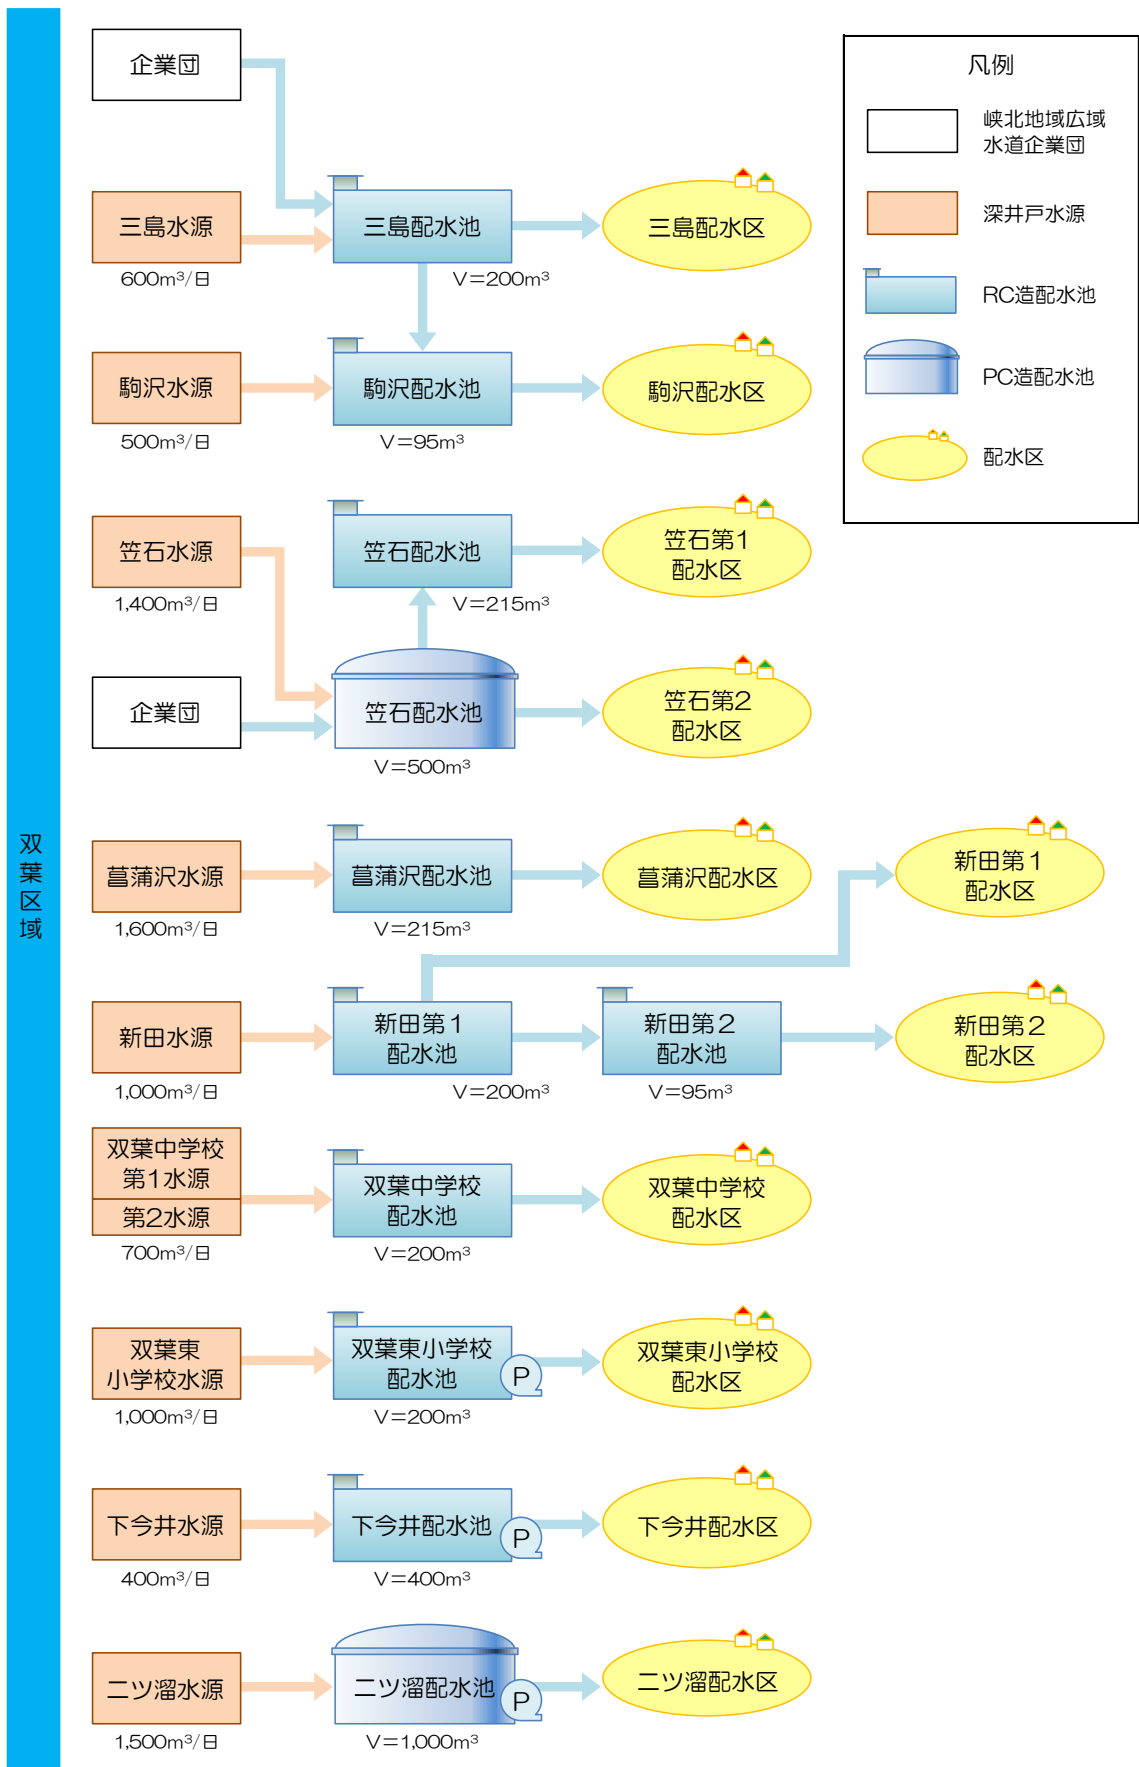 双葉区域
企業団
三島水源
600m³/日
三島配水池
V=200m³
三島配水区
駒沢水源
500m³/日
駒沢配水池
V=95m³
駒沢配水区
笠石水源
1,400m³/日
笠石配水池
V=215m³
笠石第1
配水区
企業団
笠石配水池
V=500m³
笠石第2
配水区
菖蒲沢水源
1,600m³/日
菖蒲沢配水池
V=215m³
菖蒲沢配水区
新田第1
配水区
新田水源
1,000m³/日
新田第1
配水池
V=200m³
新田第2
配水池
V=95m³
新田第2
配水区
双葉中学校
第1水源
第2水源
700m³/日
双葉中学校
配水池
V=200m³
双葉中学校
配水区
双葉東
小学校水源
1,000m³/日
双葉東小学校
配水池
P
V=200m³
双葉東小学校
配水区
下今井水源
400m³/日
下今井配水池
P
V=400m³
下今井配水区
二ツ溜水源
1,500m³/日
二ツ溜配水池
P
V=1,000m³
二ツ溜配水区
凡例
峡北地域広域
水道企業団
深井戸水源
RC造配水池
PC造配水池
配水区